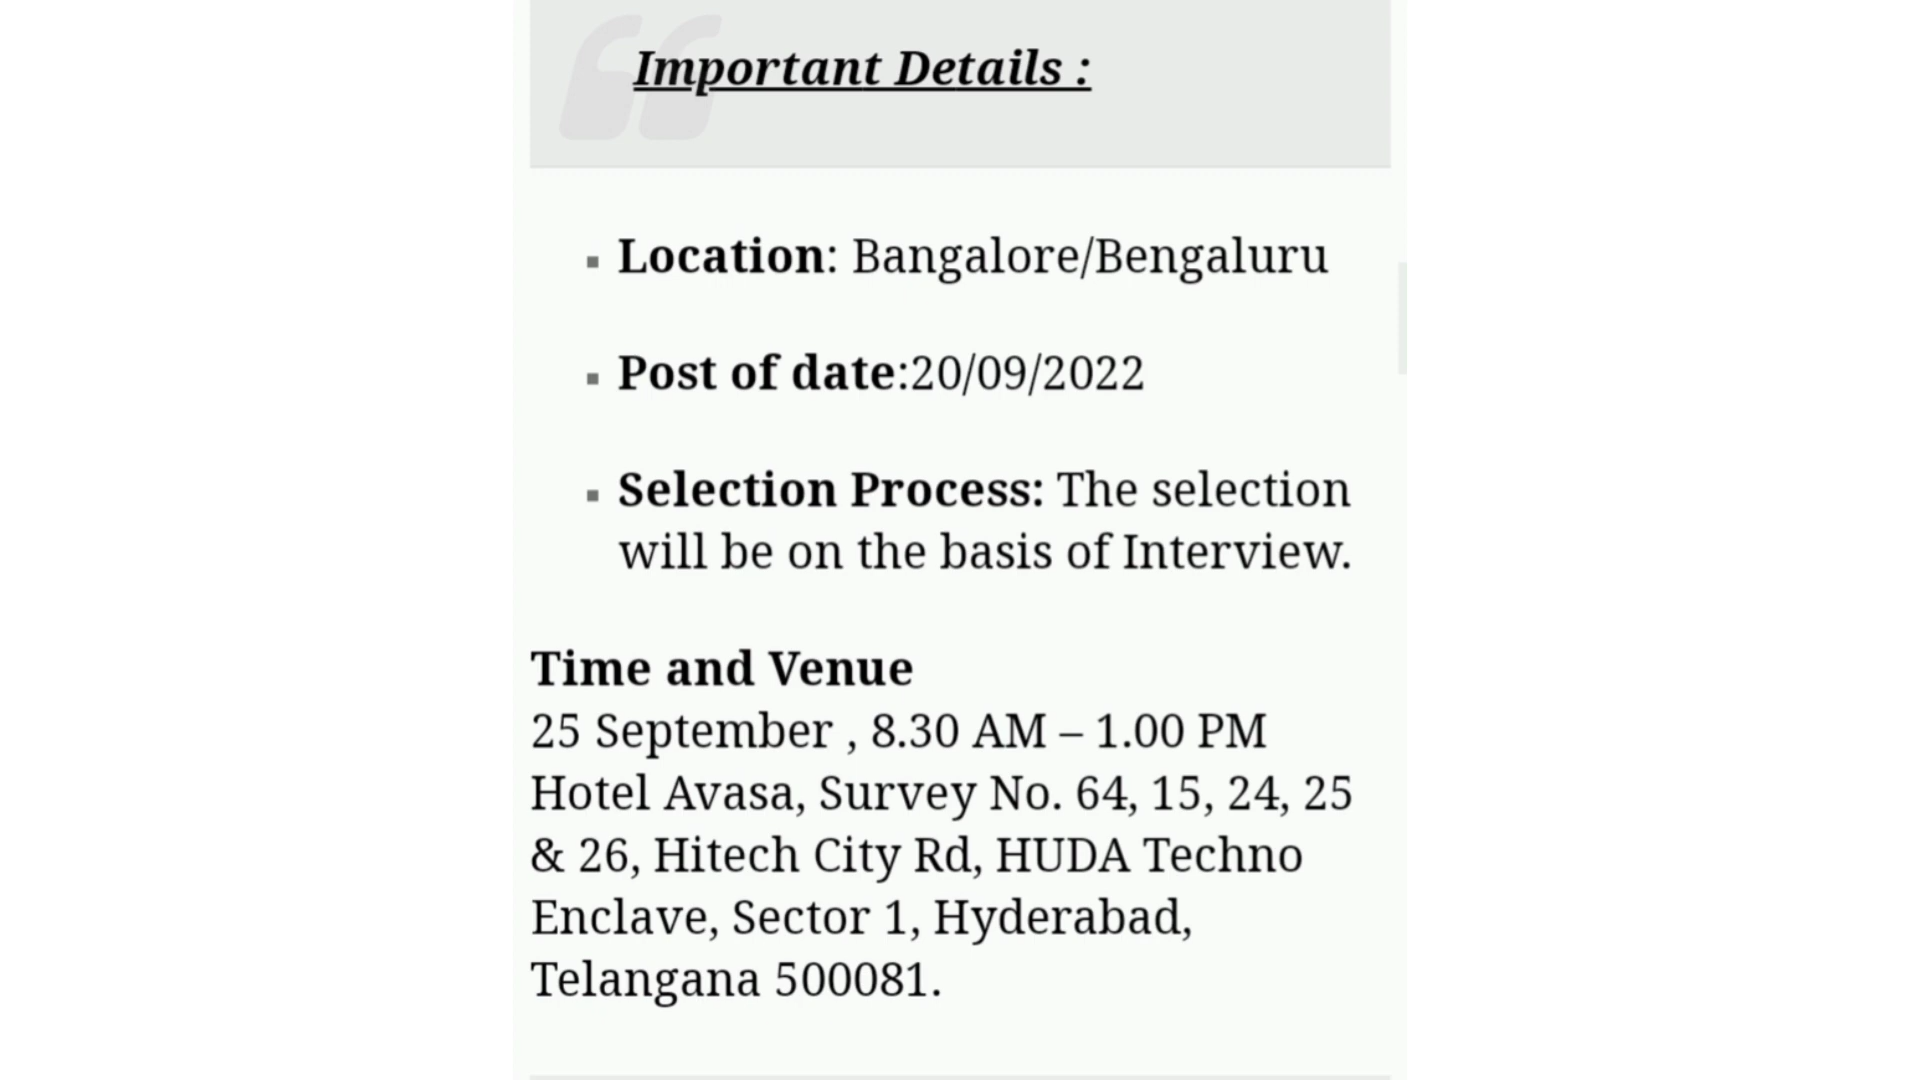 Important Details :
Location: Bangalore/Bengaluru
Post of date:20/09/2022
Selection Process: The selection
will be on the basis of Interview.
Time and Venue
25 September , 8.30 AM – 1.00 PM
Hotel Avasa, Survey No. 64, 15, 24, 25
& 26, Hitech City Rd, HUDA Techno
Enclave, Sector 1, Hyderabad,
Telangana 500081.